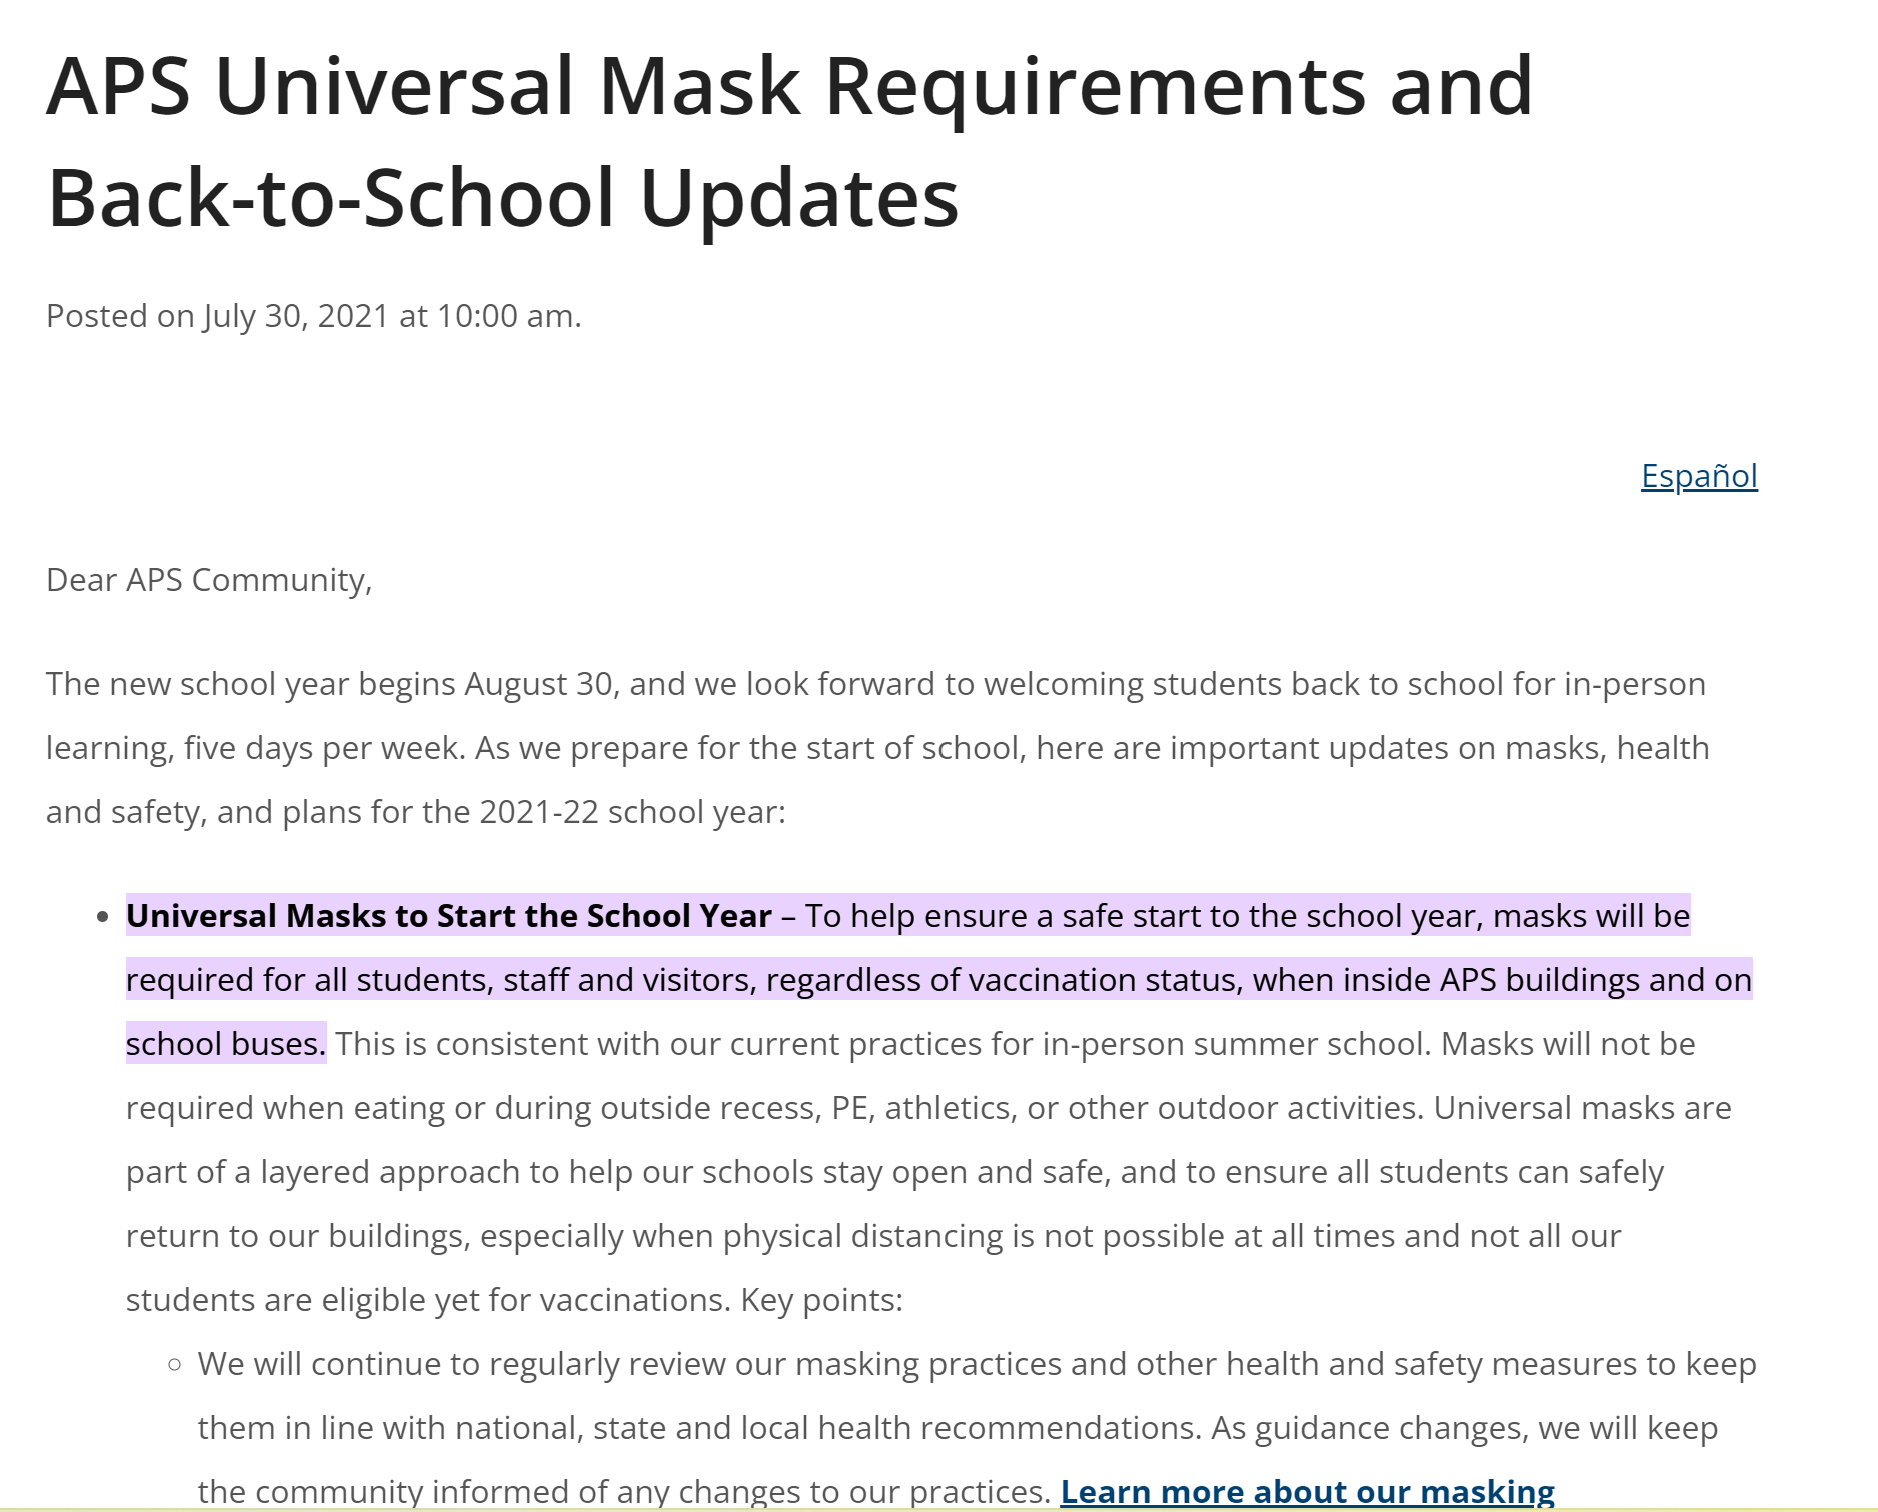 APS Universal Mask Requirements and
Back-to-School Updates
Posted on July 30, 2021 at 10:00 am.
Español
Dear APS Community,
The new school year begins August 30, and we look forward to welcoming students back to school for in-person
learning, five days per week. As we prepare for the start of school, here are important updates on masks, health
and safety, and plans for the 2021-22 school year:
• Universal Masks to Start the School Year – To help ensure a safe start to the school year, masks will be
required for all students, staff and visitors, regardless of vaccination status, when inside APS buildings and on
school buses. This is consistent with our current practices for in-person summer school. Masks will not be
required when eating or during outside recess, PE, athletics, or other outdoor activities. Universal masks are
part of a layered approach to help our schools stay open and safe, and to ensure all students can safely
return to our buildings, especially when physical distancing is not possible at all times and not all our
students are eligible yet for vaccinations. Key points:
◦ We will continue to regularly review our masking practices and other health and safety measures to keep
them in line with national, state and local health recommendations. As guidance changes, we will keep
the community informed of any changes to our practices. Learn more about our masking